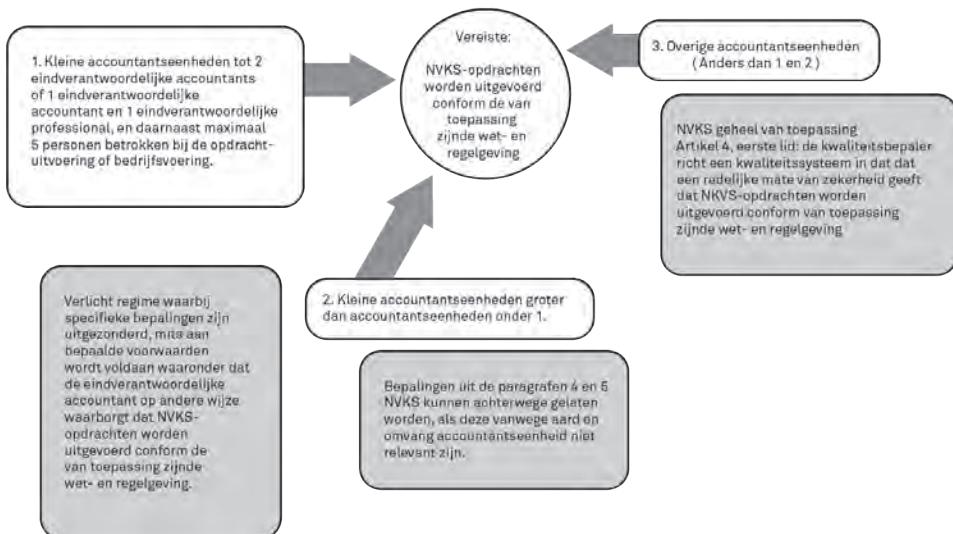 1. Kleine accountantseenheden tot 2
eindverantwoordelijke accountants
of 1 eindverantwoordelijke
accountant en 1 eindverantwoordelijke
professional, en daarnaast maximaal
5 personen betrokken bij de opdracht-
uitvoering of bedrijfsvoering.
Vereiste:
NVKS-opdrachten
worden uitgevoerd
conform de van
toepassing
zijnde wet- en
regelgeving
3. Overige accountantseenheden
(Anders dan 1 en 2)
NVKS geheel van toepassing
Artikel 4, eerste lid: de kwaliteitsbepaler
richt een kwaliteitssysteem in dat dat
een redelijke mate van zekerheid geeft
dat NKVS-opdrachten worden
uitgevoerd conform van toepassing
zijnde wet- en regelgeving
Verlicht regime waarbij
specifieke bepalingen zijn
uitgezonderd, mits aan
bepaalde voorwaarden
wordt voldaan waaronder dat
de eindverantwoordelijke
accountant op andere wijze
waarborgt dat NVKS-
opdrachten worden
uitgevoerd conform de
van toepassing zijnde
wet- en regelgeving.
2. Kleine accountantseenheden groter
dan accountantseenheden onder 1.
Bepalingen uit de paragrafen 4 en 5
NVKS kunnen achterwege gelaten
worden, als deze vanwege aard en
omvang accountantseenheid niet
relevant zijn.